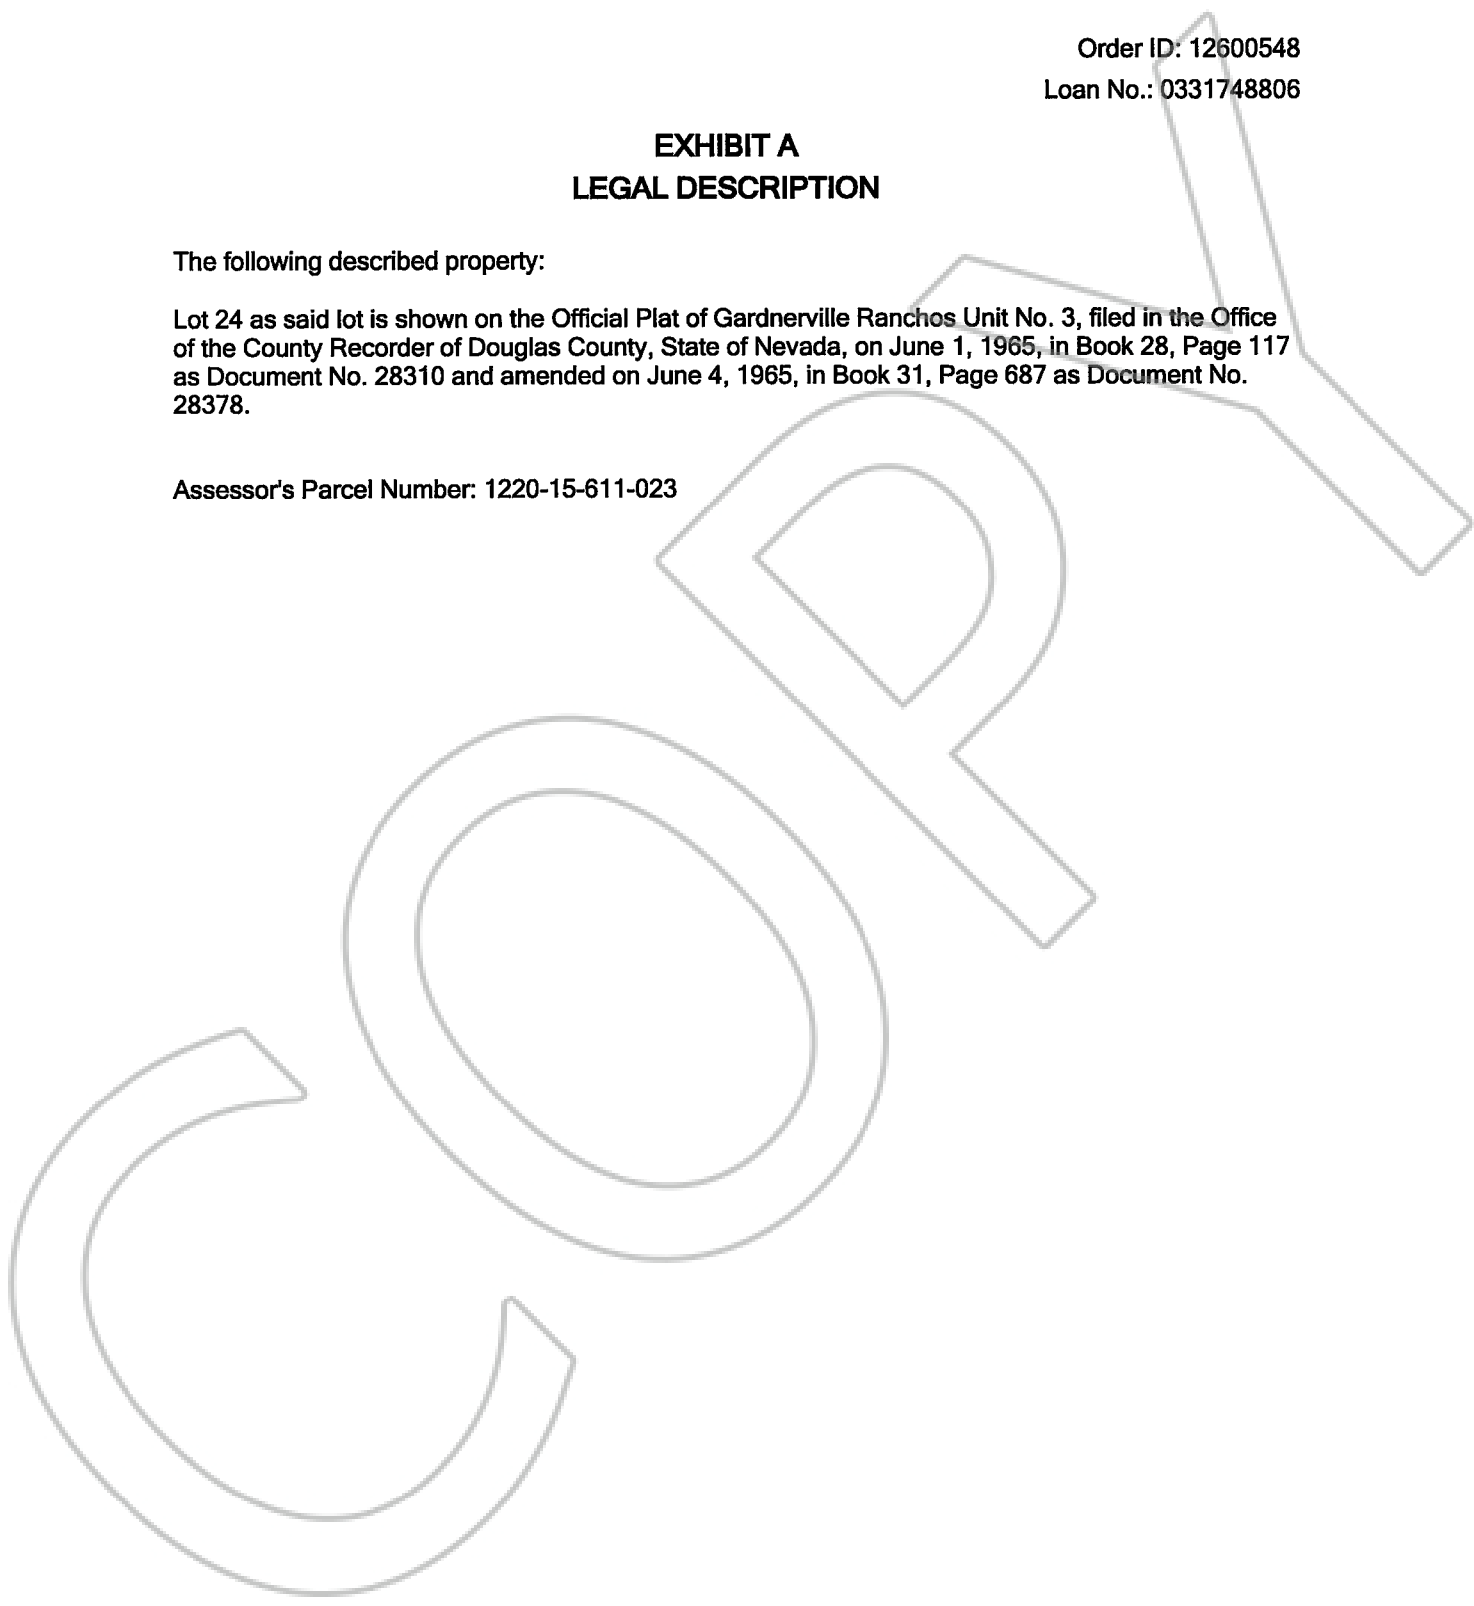 Order ID: 12600548
Loan No.: 0331748806
EXHIBIT A
LEGAL DESCRIPTION
The following described property:
Lot 24 as said lot is shown on the Official Plat of Gardnerville Ranchos Unit No. 3, filed in the Office
of the County Recorder of Douglas County, State of Nevada, on June 1, 1965, in Book 28, Page 117
as Document No. 28310 and amended on June 4, 1965, in Book 31, Page 687 as Document No.
28378.
Assessor's Parcel Number: 1220-15-611-023
COPY